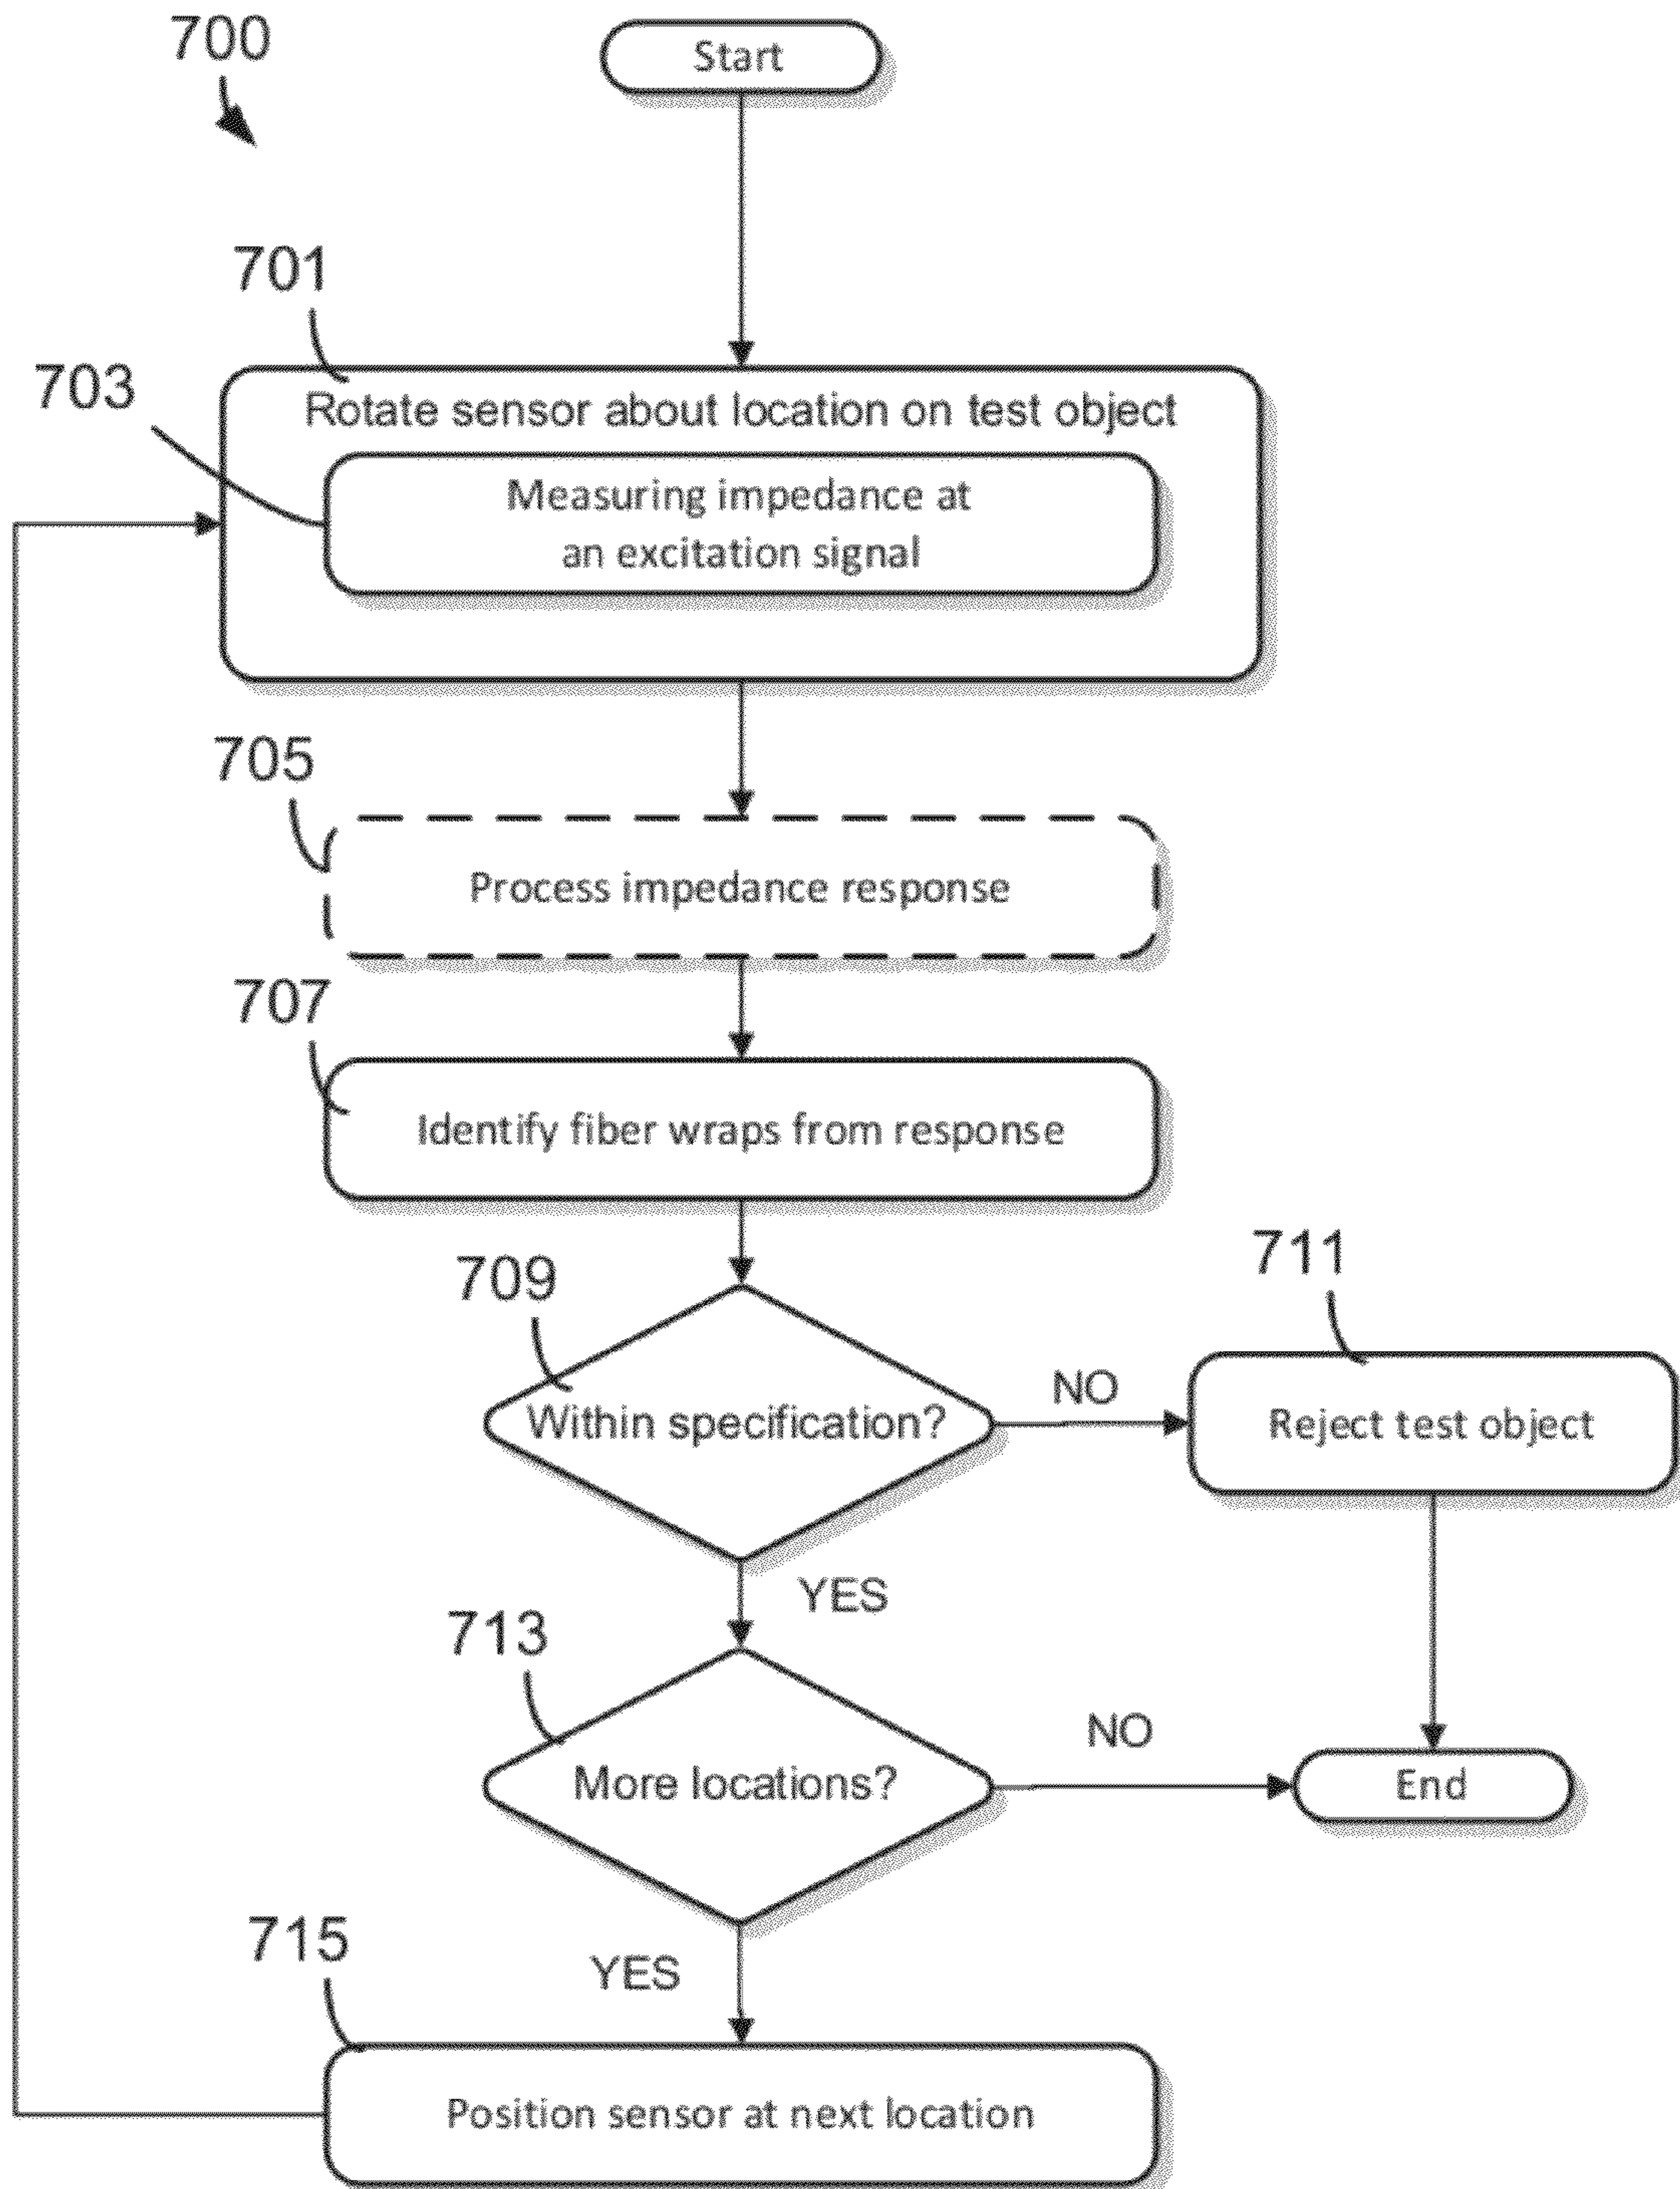 700
Start
701
703
Rotate sensor about location on test object
Measuring impedance at
an excitation signal
705
Process impedance response
707
Identify fiber wraps from response
709
711
Within specification?
NO
Reject test object
YES
713
More locations?
NO
End
715
YES
Position sensor at next location